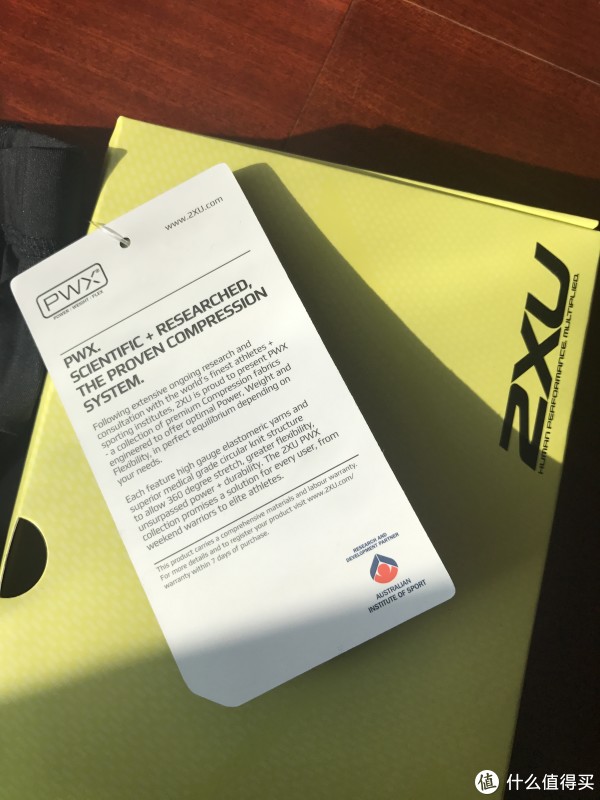 www.2XU.com
PWX
POWER · WEIGHT · FLEX
PWX.
SCIENTIFIC + RESEARCHED,
THE PROVEN COMPRESSION
SYSTEM.
Following extensive ongoing research and
consultation with the world's finest athletes +
sporting institutes, 2XU is proud to present PWX
- a collection of premium Compression fabrics
engineered to offer optimal Power, Weight and
Flexibility, in perfect equilibrium depending on
your needs.
Each feature high gauge elastomeric yarns and
superior medical grade circular knit structure
to allow 360 degree stretch, greater flexibility,
unsurpassed power + durability. The 2XU PWX
collection promises a solution for every user, from
weekend warriors to elite athletes.
This product carries a comprehensive materials and labour warranty.
For more details and to register your product visit www.2XU.com/
warranty within 7 days of purchase.
RESEARCH AND
DEVELOPMENT PARTNER
AUSTRALIAN
INSTITUTE OF SPORT
2XU
HUMAN PERFORMANCE. MULTIPLIED.
值 什么值得买